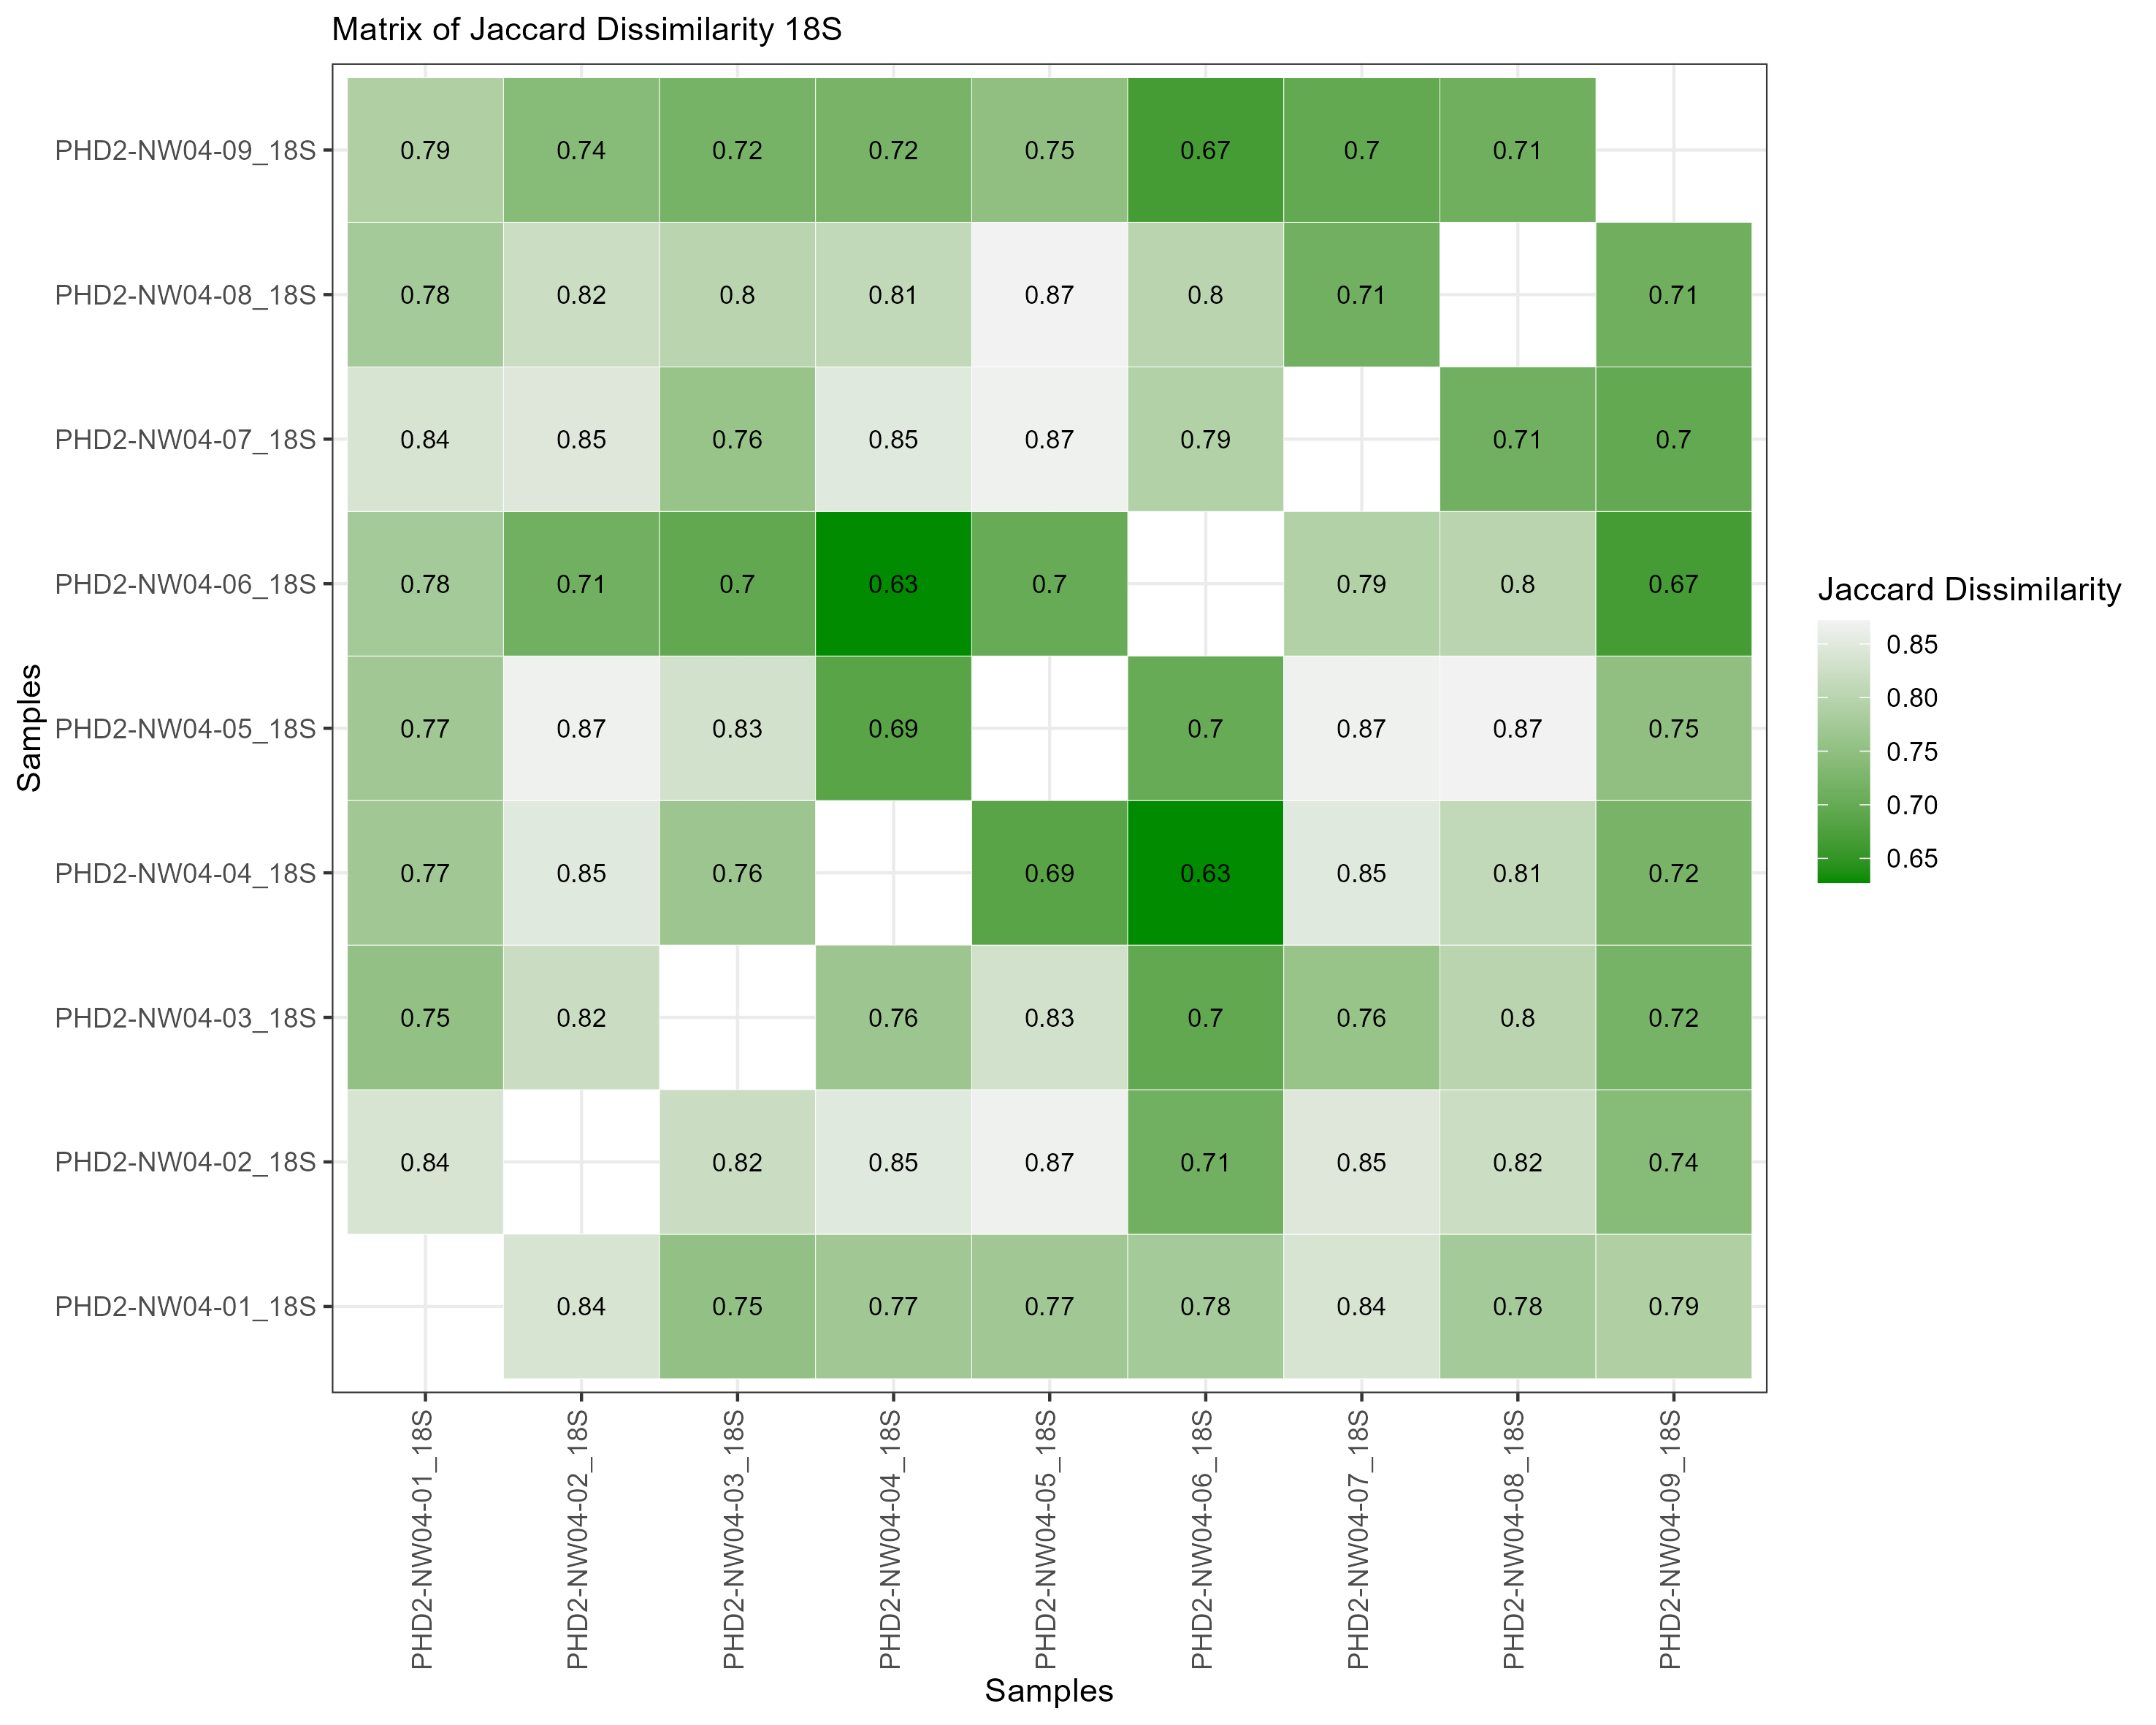 Matrix of Jaccard Dissimilarity 18S
PHD2-NW04-09_18S 0.79 0.74 0.72 0.72 0.75 0.67 0.7 0.71
PHD2-NW04-08_18S 0.78 0.82 0.8 0.81 0.87 0.8 0.71 0.71
PHD2-NW04-07_18S 0.84 0.85 0.76 0.85 0.87 0.79 0.71 0.7
PHD2-NW04-06_18S 0.78 0.71 0.7 0.63 0.7 0.79 0.8 0.67
PHD2-NW04-05_18S 0.77 0.87 0.83 0.69 0.7 0.87 0.87 0.75
PHD2-NW04-04_18S 0.77 0.85 0.76 0.69 0.63 0.85 0.81 0.72
PHD2-NW04-03_18S 0.75 0.82 0.76 0.83 0.7 0.76 0.8 0.72
PHD2-NW04-02_18S 0.84 0.82 0.85 0.87 0.71 0.85 0.82 0.74
PHD2-NW04-01_18S 0.84 0.75 0.77 0.77 0.78 0.84 0.78 0.79
Samples
PHD2-NW04-01_18S
PHD2-NW04-02_18S
PHD2-NW04-03_18S
PHD2-NW04-04_18S
PHD2-NW04-05_18S
PHD2-NW04-06_18S
PHD2-NW04-07_18S
PHD2-NW04-08_18S
PHD2-NW04-09_18S
Samples
Jaccard Dissimilarity
0.85
0.80
0.75
0.70
0.65